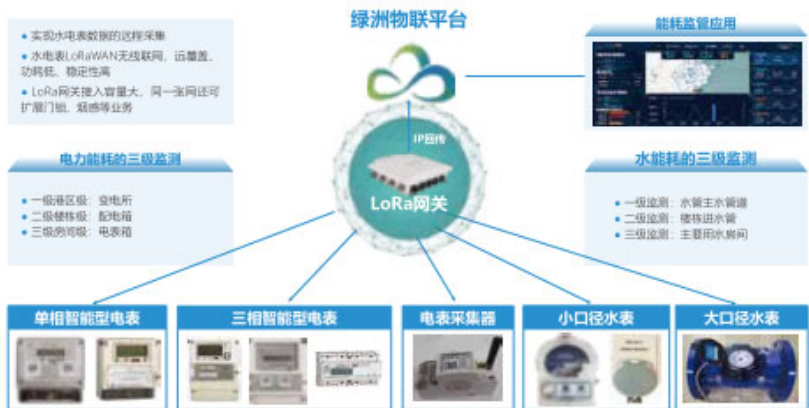 绿洲物联平台
实现水电表数据的远程采集
水电表LoRaWAN无线联网，远覆盖、
功耗低、稳定性高
LoRa网关接入容量大，同一张网还可
扩展门锁、烟感等业务
能耗监管应用
IP回传
LoRa网关
电力能耗的三级监测
一级港区级：变电所
二级楼栋级：配电箱
三级房间级：电表箱
水能耗的三级监测
一级监测：水管主水管道
二级监测：楼栋进水管
三级监测：主要用水房间
单相智能型电表
三相智能型电表
电表采集器
小口径水表
大口径水表